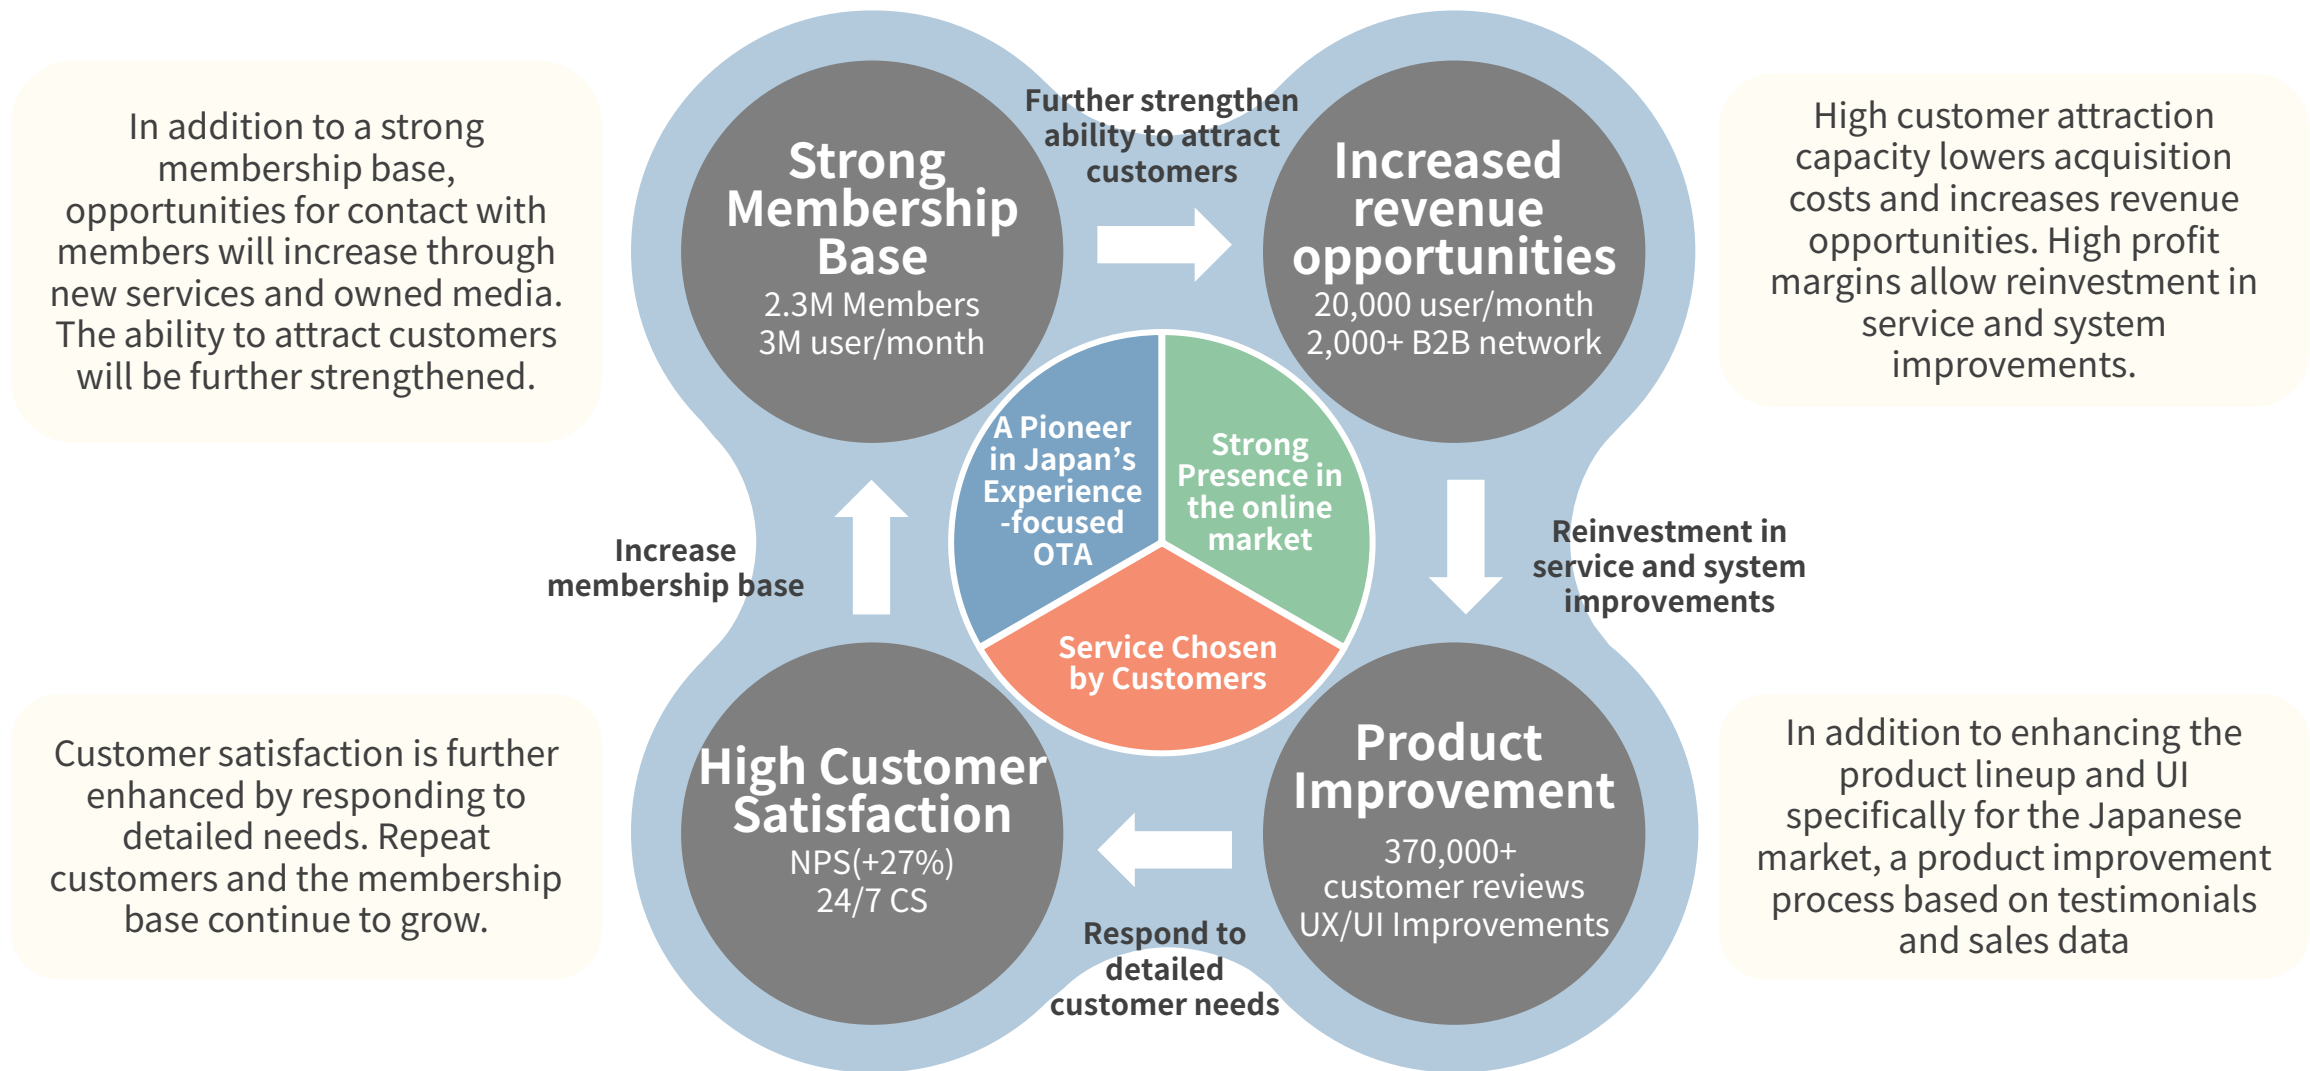 In addition to a strong
membership base,
opportunities for contact with
members will increase through
new services and owned media.
The ability to attract customers
will be further strengthened.
Strong
Membership
Base
2.3M Members
3M user/month
Further strengthen
ability to attract
customers
Increased
revenue
opportunities
20,000 user/month
2,000+ B2B network
High customer attraction
capacity lowers acquisition
costs and increases revenue
opportunities. High profit
margins allow reinvestment in
service and system
improvements.
A Pioneer
in Japan’s
Experience
-focused
OTA
Strong
Presence in
the online
market
Service Chosen
by Customers
Increase
membership base
Reinvestment in
service and system
improvements
Customer satisfaction is further
enhanced by responding to
detailed needs. Repeat
customers and the membership
base continue to grow.
High Customer
Satisfaction
NPS(+27%)
24/7 CS
Respond to
detailed
customer needs
Product
Improvement
370,000+
customer reviews
UX/UI Improvements
In addition to enhancing the
product lineup and UI
specifically for the Japanese
market, a product improvement
process based on testimonials
and sales data